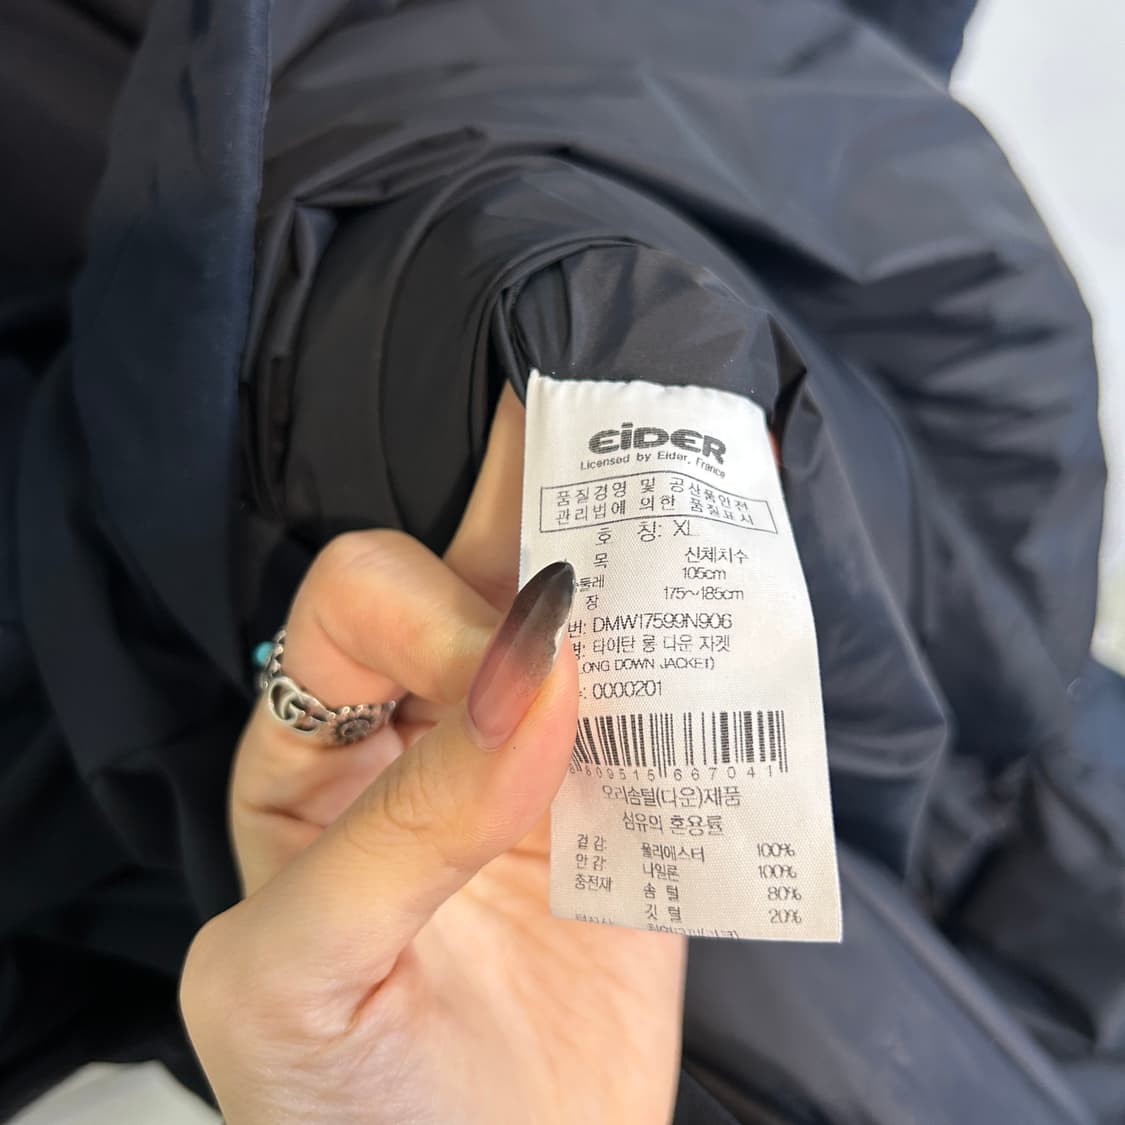 EiDER
Licensed by Eider, France
품질경영 및 공산품안전
관리법에 의한 품질표시
호 칭: XL
목 신체치수
둘레 105cm
장 175~185cm
번: DMW17599N906
명: 타이탄 롱 다운 자켓
LONG DOWN JACKET)
: 0000201
8809515667041
오리솜털(다운)제품
섬유의 혼용률
겉감 폴리에스터 100%
안감 나일론 100%
충전재 솜털 80%
깃털 20%